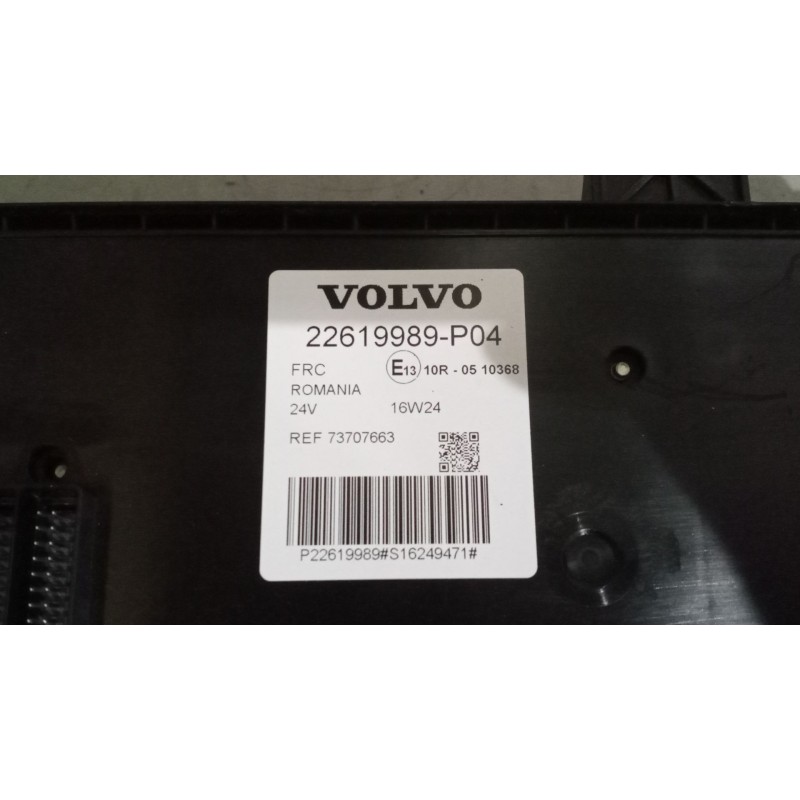 VOLVO
22619989-P04
FRC E13 10R - 05 10368
ROMANIA
24V 16W24
REF 73707663
P22619989#S16249471#